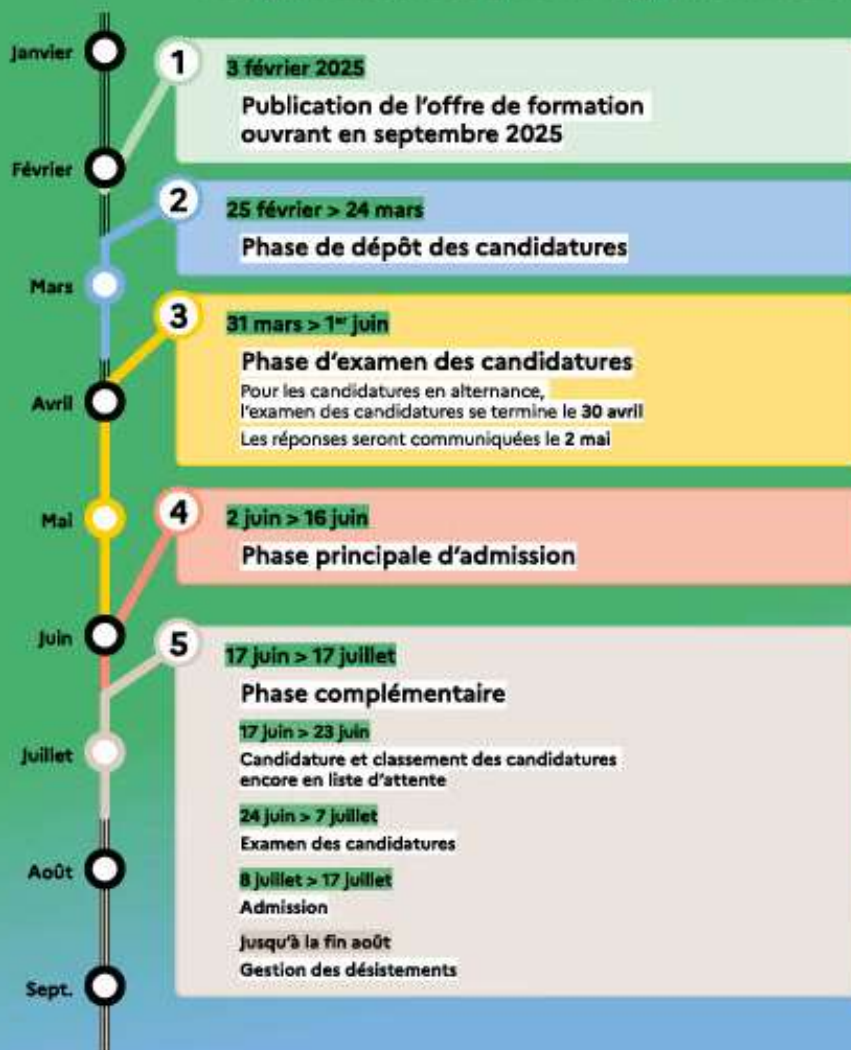 Janvier
1
3 février 2025
Publication de l'offre de formation
ouvrant en septembre 2025
Février
2
25 février > 24 mars
Phase de dépôt des candidatures
Mars
3
31 mars > 1er juin
Phase d'examen des candidatures
Pour les candidatures en alternance,
l'examen des candidatures se termine le 30 avril
Les réponses seront communiquées le 2 mai
Avril
4
2 juin > 16 juin
Phase principale d'admission
Mai
Juin
5
17 juin > 17 juillet
Phase complémentaire
17 juin > 23 juin
Candidature et classement des candidatures
encore en liste d'attente
Juillet
24 juin > 7 juillet
Examen des candidatures
Août
8 juillet > 17 juillet
Admission
Jusqu'à la fin août
Gestion des désistements
Sept.